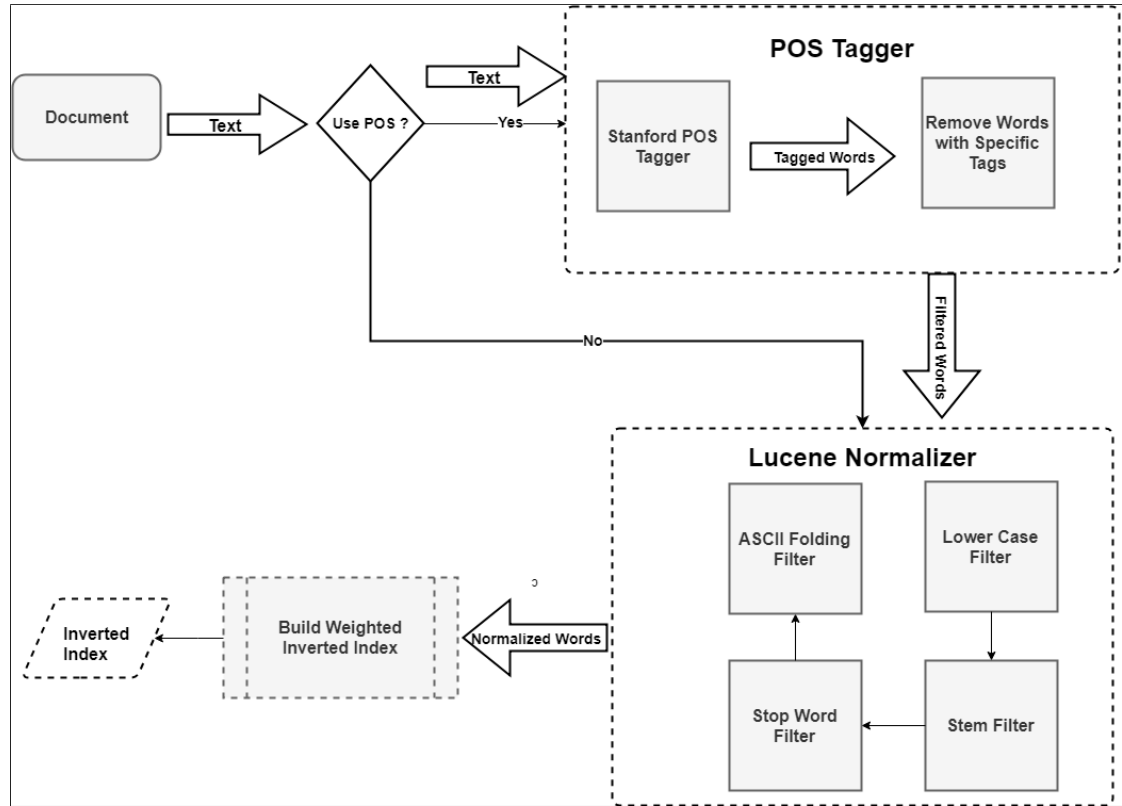 POS Tagger
Document
Text
Use POS ?
Text
Yes
Stanford POS
Tagger
Tagged Words
Remove Words
with Specific
Tags
No
Filtered Words
Lucene Normalizer
ASCII Folding
Filter
Lower Case
Filter
Stop Word
Filter
Stem Filter
Normalized Words
Build Weighted
Inverted Index
Inverted
Index